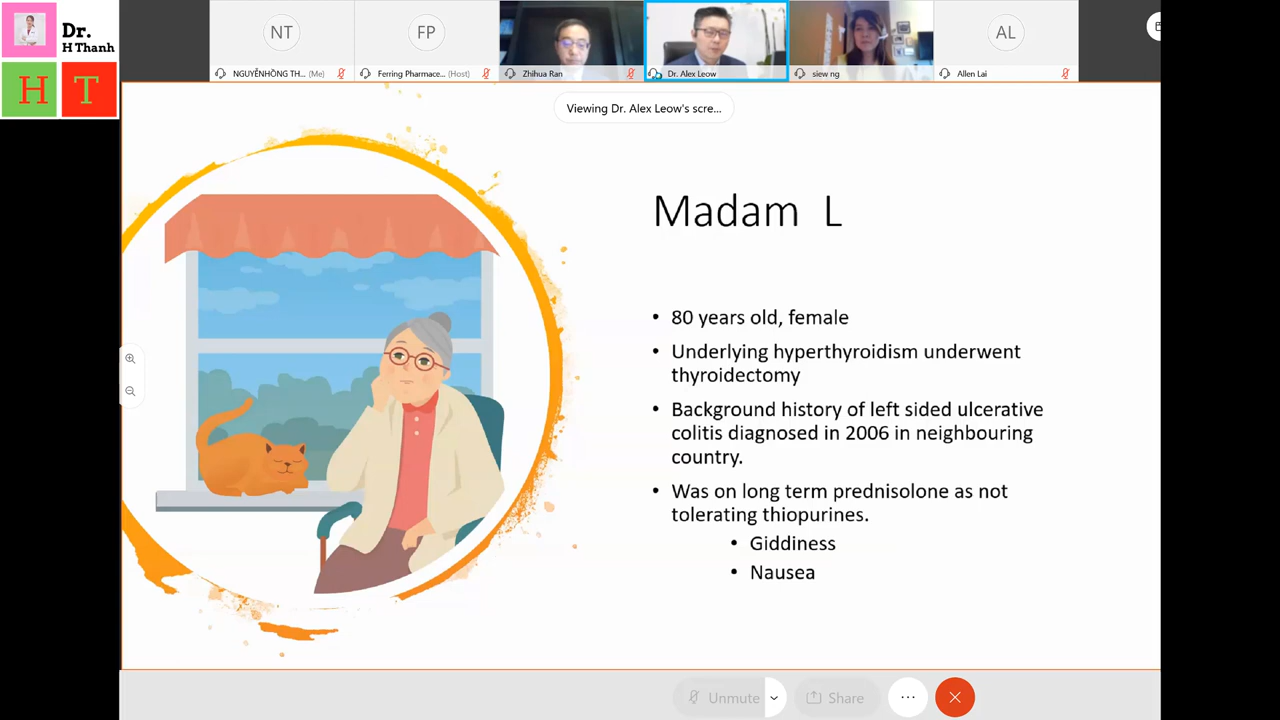 Dr.
H Thanh
H T
NT
FP
AL
NGUYỄNHỒNG TH... (Me)
Ferring Pharmace... (Host)
Zhihua Ran
Dr. Alex Leow
siew ng
Allen Lai
Viewing Dr. Alex Leow's scre...
Madam L
• 80 years old, female
• Underlying hyperthyroidism underwent
thyroidectomy
• Background history of left sided ulcerative
colitis diagnosed in 2006 in neighbouring
country.
• Was on long term prednisolone as not
tolerating thiopurines.
• Giddiness
• Nausea
Unmute
Share